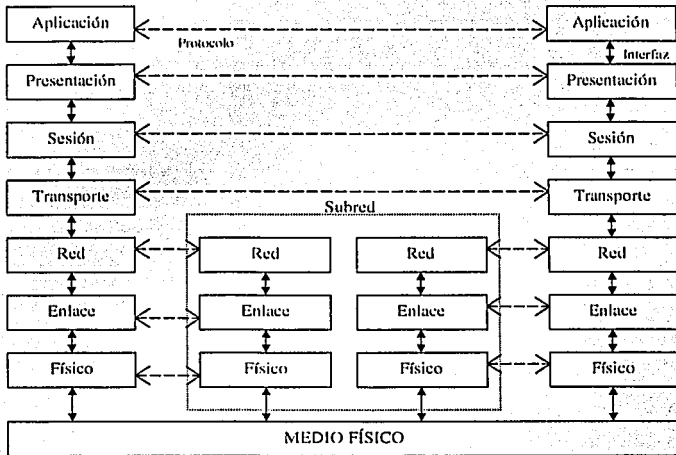 Aplicación Aplicación
Protocolo
Interfaz
Presentación Presentación
Sesión Sesión
Transporte Transporte
Subred
Red Red Red Red
Enlace Enlace Enlace Enlace
Físico Físico Físico Físico
MEDIO FÍSICO